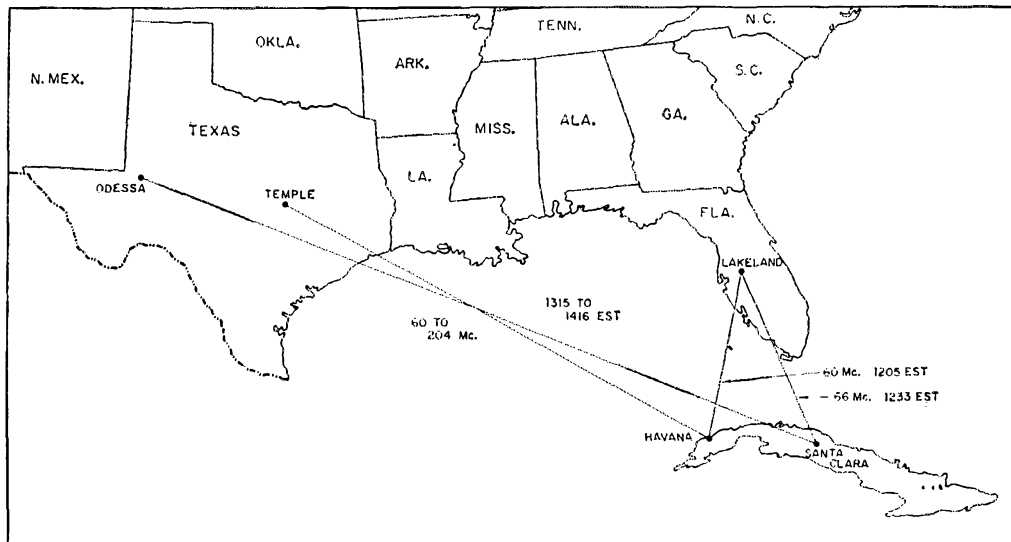 TENN.
N.C.
OKLA.
ARK.
S.C.
N. MEX.
MISS.
ALA.
GA.
TEXAS
LA.
ODESSA
TEMPLE
FLA.
LAKELAND
1315 TO
1416 EST
60 TO
204 Mc.
60 Mc. 1205 EST
66 Mc. 1233 EST
HAVANA
SANTA
CLARA